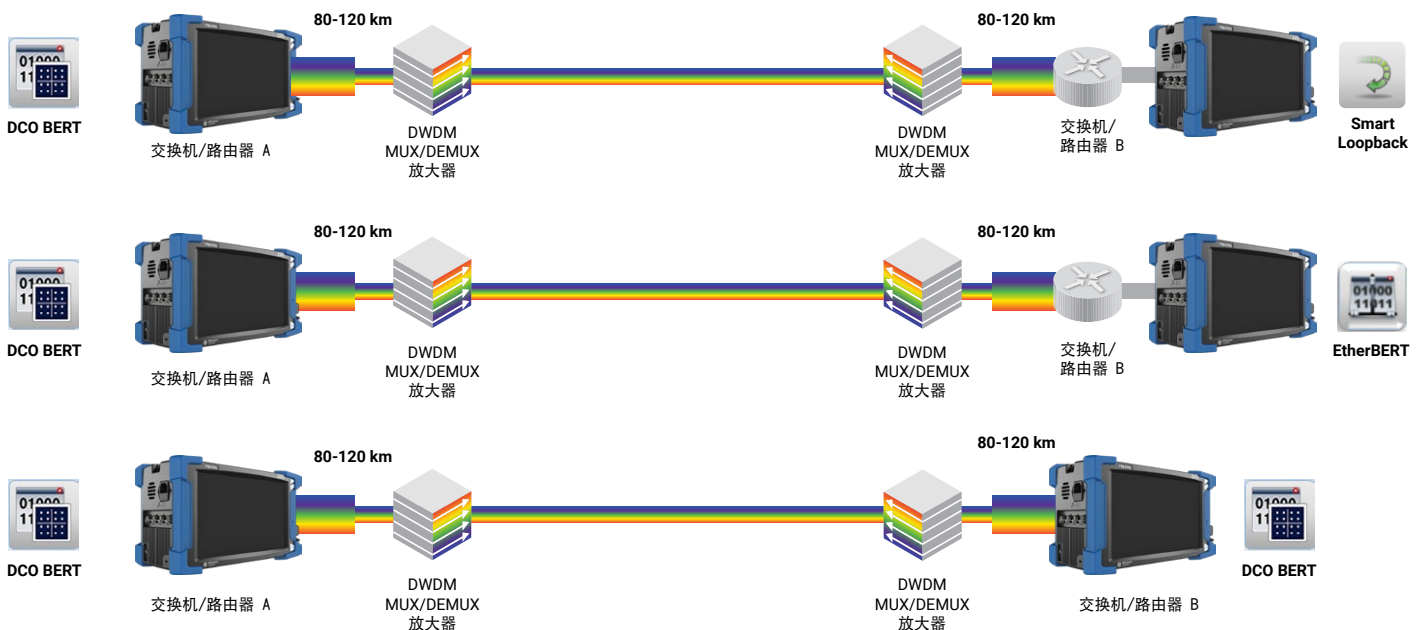 80-120 km
80-120 km
DCO BERT
交换机/路由器 A
DWDM
MUX/DEMUX
放大器
DWDM
MUX/DEMUX
放大器
交换机/
路由器 B
Smart
Loopback
80-120 km
80-120 km
DCO BERT
交换机/路由器 A
DWDM
MUX/DEMUX
放大器
DWDM
MUX/DEMUX
放大器
交换机/
路由器 B
01000
11011
EtherBERT
80-120 km
80-120 km
DCO BERT
交换机/路由器 A
DWDM
MUX/DEMUX
放大器
DWDM
MUX/DEMUX
放大器
交换机/路由器 B
DCO BERT